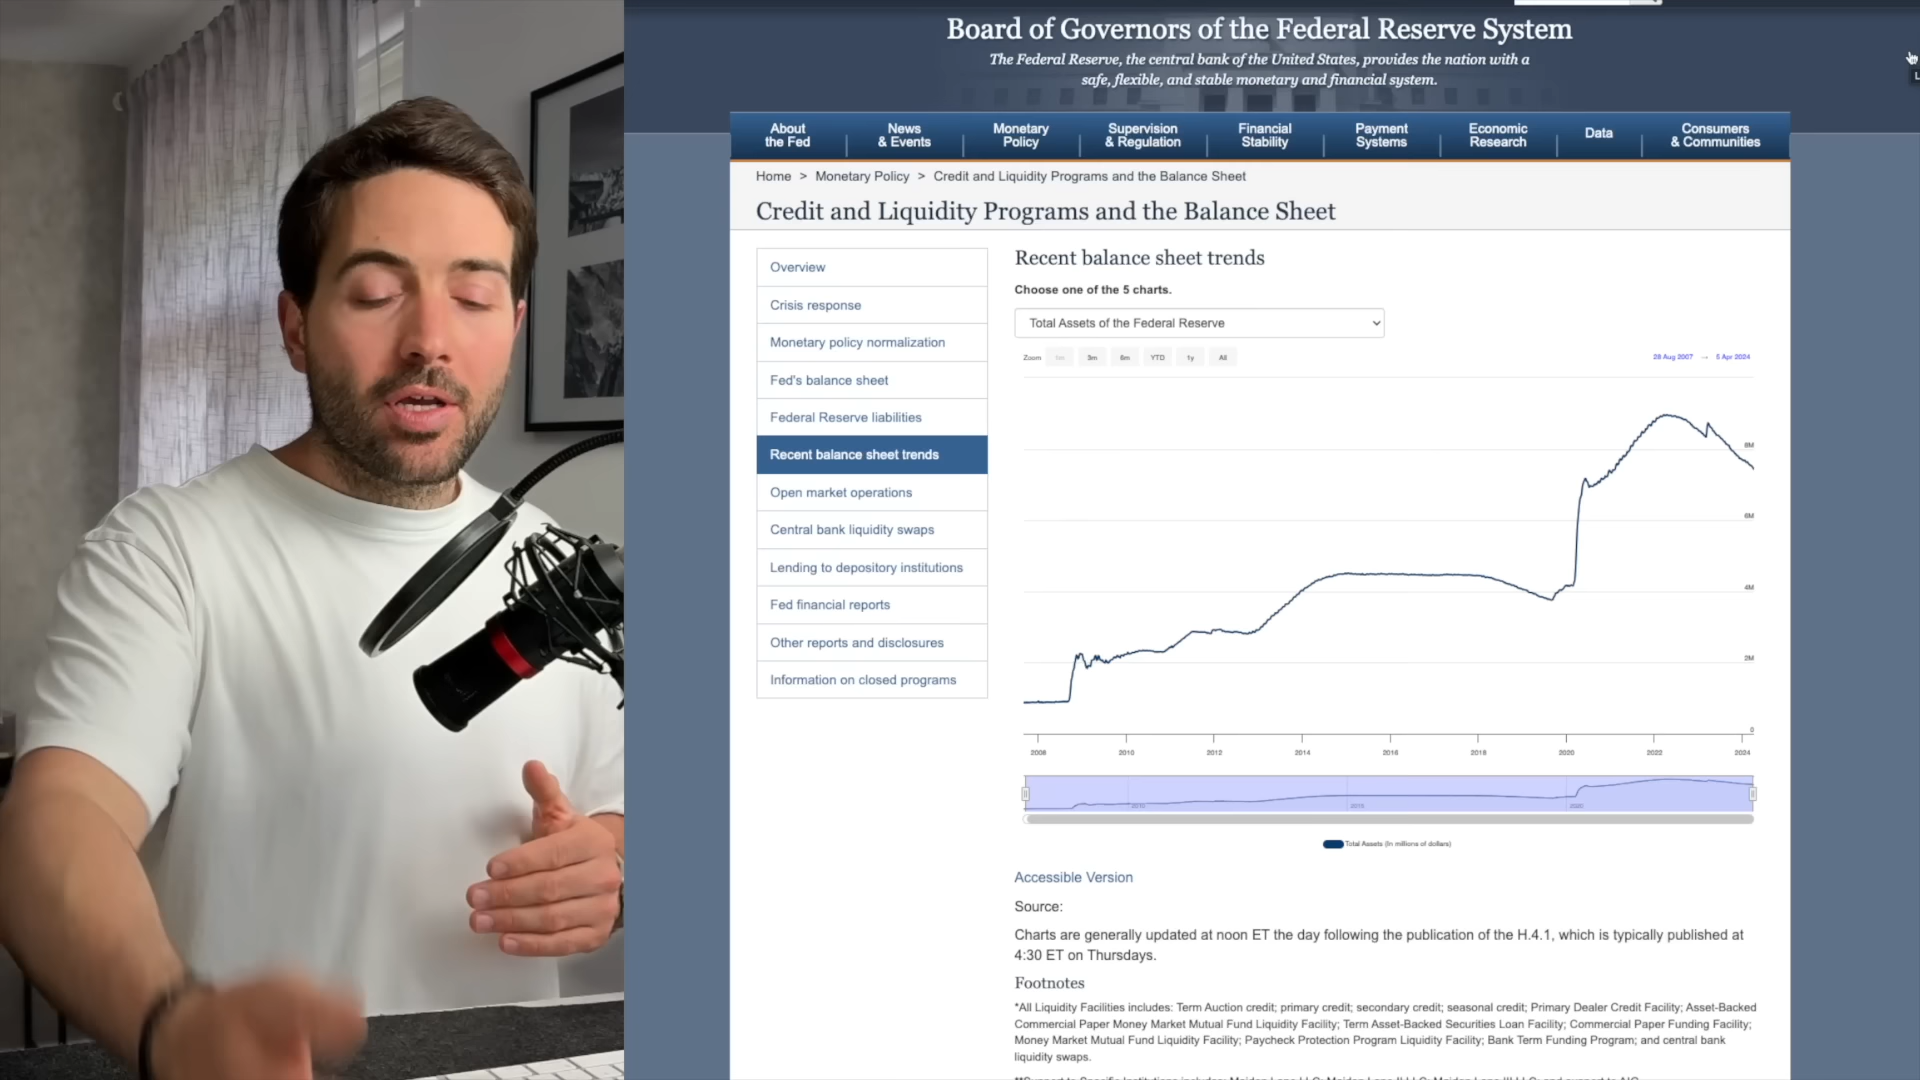 Board of Governors of the Federal Reserve System
The Federal Reserve, the central bank of the United States, provides the nation with a
safe, flexible, and stable monetary and financial system.
About
the Fed
News
& Events
Monetary
Policy
Supervision
& Regulation
Financial
Stability
Payment
Systems
Economic
Research
Data
Consumers
& Communities
Home > Monetary Policy > Credit and Liquidity Programs and the Balance Sheet
Credit and Liquidity Programs and the Balance Sheet
Overview
Crisis response
Monetary policy normalization
Fed's balance sheet
Federal Reserve liabilities
Recent balance sheet trends
Open market operations
Central bank liquidity swaps
Lending to depository institutions
Fed financial reports
Other reports and disclosures
Information on closed programs
Recent balance sheet trends
Choose one of the 5 charts.
Total Assets of the Federal Reserve
Zoom 1m 3m 6m YTD 1y All
28 Aug 2007 → 5 Apr 2024
8M
6M
4M
2M
0
2008 2010 2012 2014 2016 2018 2020 2022 2024
2010 2015 2020
Total Assets (In millions of dollars)
Accessible Version
Source:
Charts are generally updated at noon ET the day following the publication of the H.4.1, which is typically published at
4:30 ET on Thursdays.
Footnotes
*All Liquidity Facilities includes: Term Auction credit; primary credit; secondary credit; seasonal credit; Primary Dealer Credit Facility; Asset-Backed
Commercial Paper Money Market Mutual Fund Liquidity Facility; Term Asset-Backed Securities Loan Facility; Commercial Paper Funding Facility;
Money Market Mutual Fund Liquidity Facility; Paycheck Protection Program Liquidity Facility; Bank Term Funding Program; and central bank
liquidity swaps.